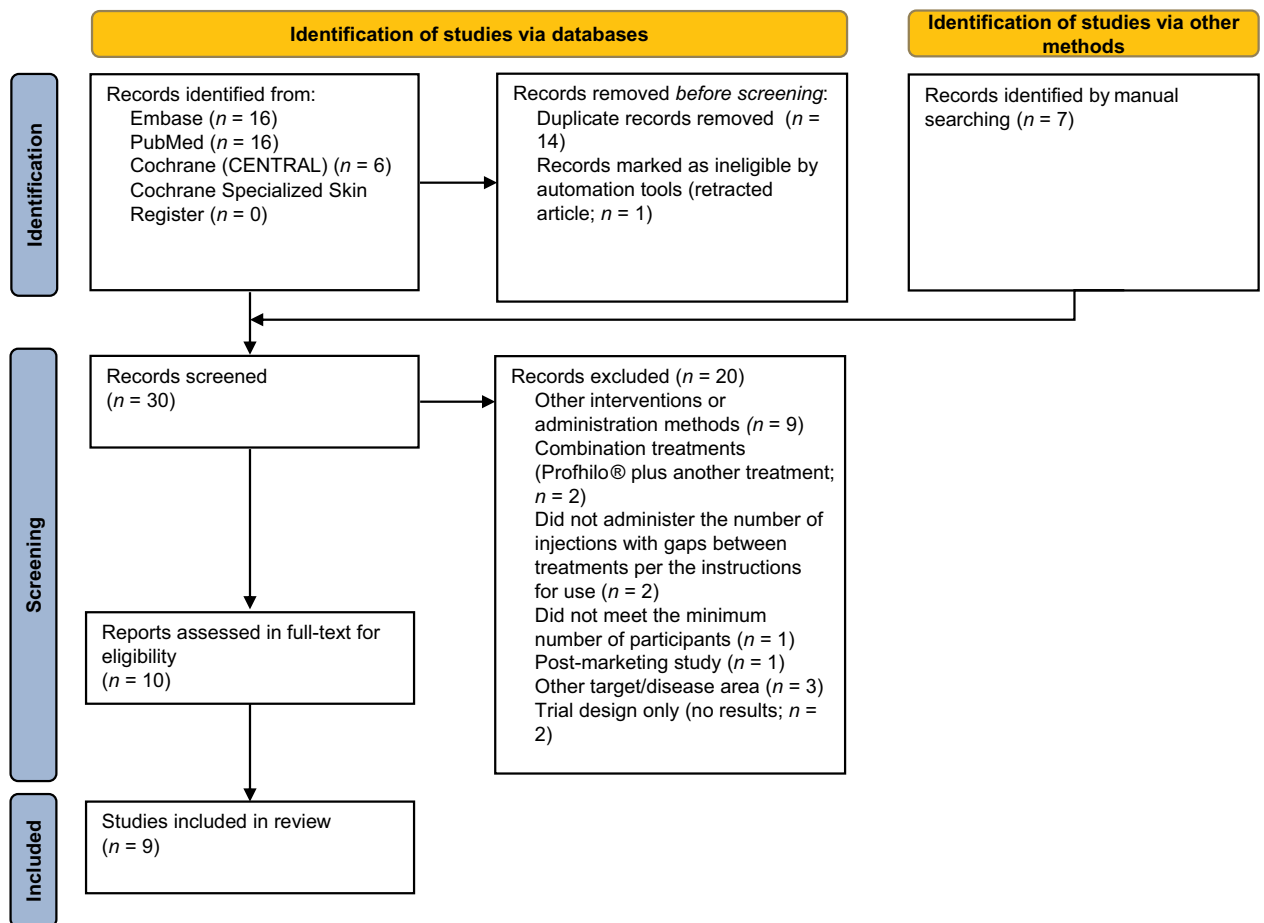 Identification of studies via databases
Identification of studies via other
methods
Identification
Records identified from:
Embase (n = 16)
PubMed (n = 16)
Cochrane (CENTRAL) (n = 6)
Cochrane Specialized Skin
Register (n = 0)
Records removed before screening:
Duplicate records removed (n =
14)
Records marked as ineligible by
automation tools (retracted
article; n = 1)
Records identified by manual
searching (n = 7)
Screening
Records screened
(n = 30)
Records excluded (n = 20)
Other interventions or
administration methods (n = 9)
Combination treatments
(Profhilo® plus another treatment;
n = 2)
Did not administer the number of
injections with gaps between
treatments per the instructions
for use (n = 2)
Did not meet the minimum
number of participants (n = 1)
Post-marketing study (n = 1)
Other target/disease area (n = 3)
Trial design only (no results; n =
2)
Reports assessed in full-text for
eligibility
(n = 10)
Included
Studies included in review
(n = 9)